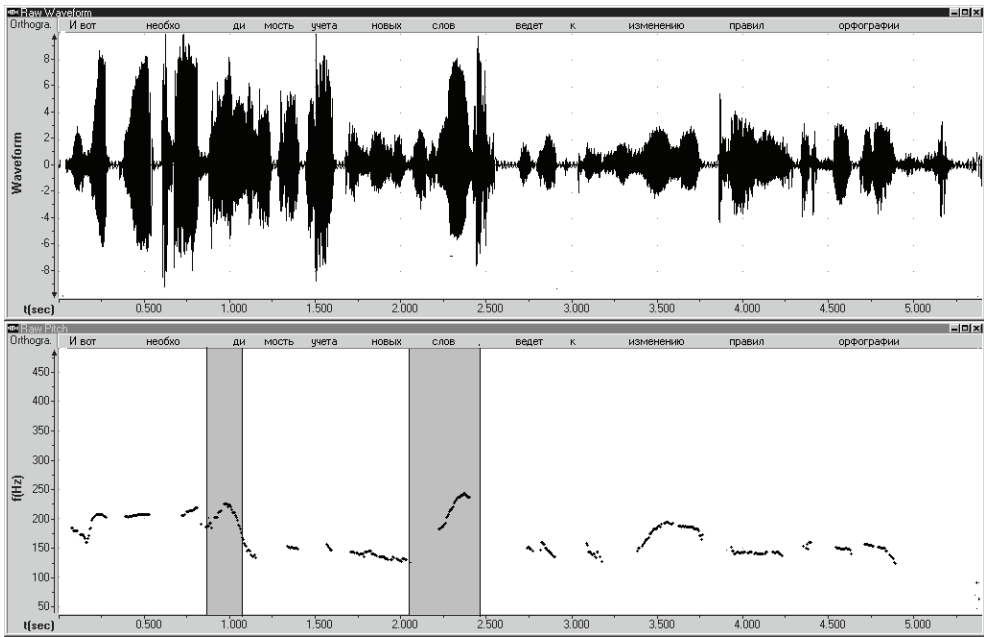 Raw Waveform
Orthogra. И вот необхо ди мость учета новых слов ведет к изменению правил орфографии
Waveform
8-
6-
4-
2-
0-
-2-
-4-
-6-
-8-
t(sec) 0.500 1.000 1.500 2.000 2.500 3.000 3.500 4.000 4.500 5.000
Raw Pitch
Orthogra. И вот необхо ди мость учета новых слов . ведет к изменению правил орфографии
f(Hz)
450-
400-
350-
300-
250-
200-
150-
100-
50-
t(sec) 0.500 1.000 1.500 2.000 2.500 3.000 3.500 4.000 4.500 5.000